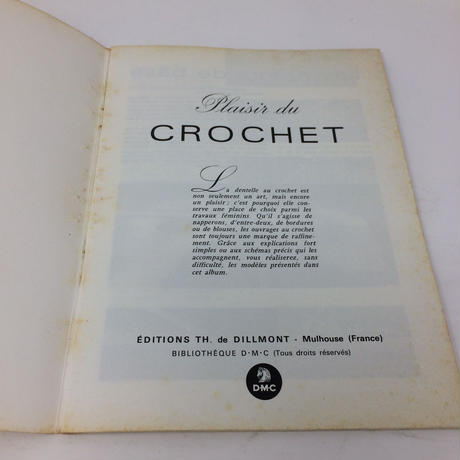 Plaisir du
CROCHET
La dentelle au crochet est
non seulement un art, mais encore
un plaisir ; c'est pourquoi elle con-
serve une place de choix parmi les
travaux féminins. Qu'il s'agisse de
napperons, d'entre-deux, de bordures
ou de blouses, les ouvrages au crochet
sont toujours une marque de raffine-
ment. Grâce aux explications fort
simples ou aux schémas précis qui les
accompagnent, vous réaliserez, sans
difficulté, les modèles présentés dans
cet album.
ÉDITIONS TH. de DILLMONT - Mulhouse (France)
BIBLIOTHÈQUE D·M·C (Tous droits réservés)
D·M·C